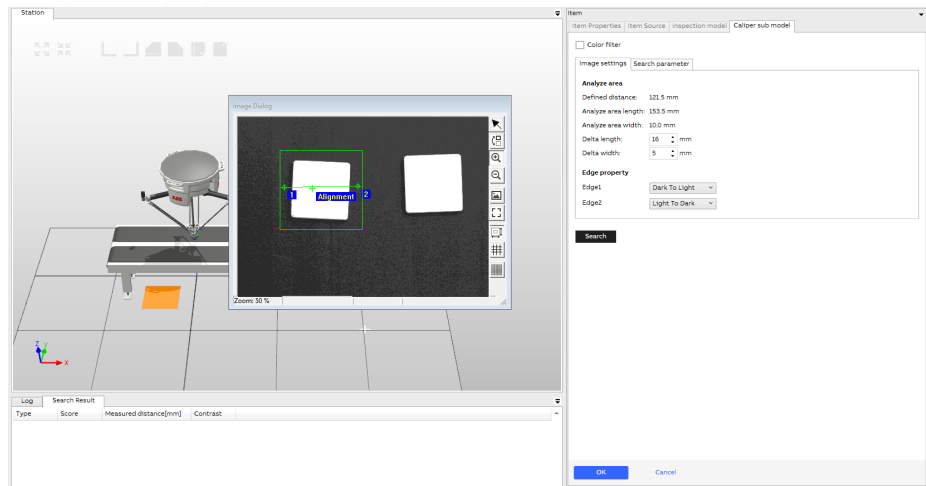 Station
Item
Item Properties Item Source Inspection model Caliper sub model
Color filter
Image settings Search parameter
Analyze area
Defined distance: 121.5 mm
Analyze area length: 153.5 mm
Analyze area width: 10.0 mm
Delta length: 16 mm
Delta width: 5 mm
Edge property
Edge1 Dark To Light
Edge2 Light To Dark
Search
Image Dialog
1 Alignment 2
Zoom: 50 %
ABB
Z Y
X
Log Search Result
Type Score Measured distance[mm] Contrast
OK Cancel